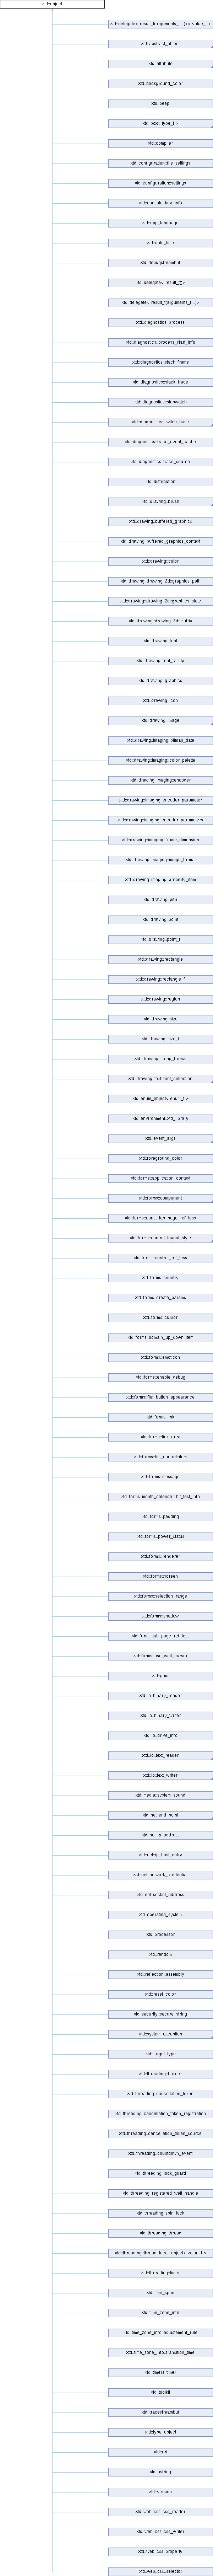 xtd::object
xtd::delegate< result_t(arguments_t...)>< value_t >
xtd::abstract_object
xtd::attribute
xtd::background_color
xtd::beep
xtd::box< type_t >
xtd::compiler
xtd::configuration::file_settings
xtd::configuration::settings
xtd::console_key_info
xtd::cpp_language
xtd::date_time
xtd::debugstreambuf
xtd::delegate< result_t()>
xtd::delegate< result_t(arguments_t...)>
xtd::diagnostics::process
xtd::diagnostics::process_start_info
xtd::diagnostics::stack_frame
xtd::diagnostics::stack_trace
xtd::diagnostics::stopwatch
xtd::diagnostics::switch_base
xtd::diagnostics::trace_event_cache
xtd::diagnostics::trace_source
xtd::distribution
xtd::drawing::brush
xtd::drawing::buffered_graphics
xtd::drawing::buffered_graphics_context
xtd::drawing::color
xtd::drawing::drawing_2d::graphics_path
xtd::drawing::drawing_2d::graphics_state
xtd::drawing::drawing_2d::matrix
xtd::drawing::font
xtd::drawing::font_family
xtd::drawing::graphics
xtd::drawing::icon
xtd::drawing::image
xtd::drawing::imaging::bitmap_data
xtd::drawing::imaging::color_palette
xtd::drawing::imaging::encoder
xtd::drawing::imaging::encoder_parameter
xtd::drawing::imaging::encoder_parameters
xtd::drawing::imaging::frame_dimension
xtd::drawing::imaging::image_format
xtd::drawing::imaging::property_item
xtd::drawing::pen
xtd::drawing::point
xtd::drawing::point_f
xtd::drawing::rectangle
xtd::drawing::rectangle_f
xtd::drawing::region
xtd::drawing::size
xtd::drawing::size_f
xtd::drawing::string_format
xtd::drawing::text::font_collection
xtd::enum_object< enum_t >
xtd::environment::xtd_library
xtd::event_args
xtd::foreground_color
xtd::forms::application_context
xtd::forms::component
xtd::forms::const_tab_page_ref_less
xtd::forms::control_layout_style
xtd::forms::control_ref_less
xtd::forms::country
xtd::forms::create_params
xtd::forms::cursor
xtd::forms::domain_up_down::item
xtd::forms::emoticon
xtd::forms::enable_debug
xtd::forms::flat_button_appearance
xtd::forms::link
xtd::forms::link_area
xtd::forms::list_control::item
xtd::forms::message
xtd::forms::month_calendar::hit_test_info
xtd::forms::padding
xtd::forms::power_status
xtd::forms::renderer
xtd::forms::screen
xtd::forms::selection_range
xtd::forms::shadow
xtd::forms::tab_page_ref_less
xtd::forms::use_wait_cursor
xtd::guid
xtd::io::binary_reader
xtd::io::binary_writer
xtd::io::drive_info
xtd::io::text_reader
xtd::io::text_writer
xtd::media::system_sound
xtd::net::end_point
xtd::net::ip_address
xtd::net::ip_host_entry
xtd::net::network_credential
xtd::net::socket_address
xtd::operating_system
xtd::processor
xtd::random
xtd::reflection::assembly
xtd::reset_color
xtd::security::secure_string
xtd::system_exception
xtd::target_type
xtd::threading::barrier
xtd::threading::cancellation_token
xtd::threading::cancellation_token_registration
xtd::threading::cancellation_token_source
xtd::threading::countdown_event
xtd::threading::lock_guard
xtd::threading::registered_wait_handle
xtd::threading::spin_lock
xtd::threading::thread
xtd::threading::thread_local_object< value_t >
xtd::threading::timer
xtd::time_span
xtd::time_zone_info
xtd::time_zone_info::adjustement_rule
xtd::time_zone_info::transition_time
xtd::timers::timer
xtd::toolkit
xtd::tracestreambuf
xtd::type_object
xtd::uri
xtd::ustring
xtd::version
xtd::web::css::css_reader
xtd::web::css::css_writer
xtd::web::css::property
xtd::web::css::selector